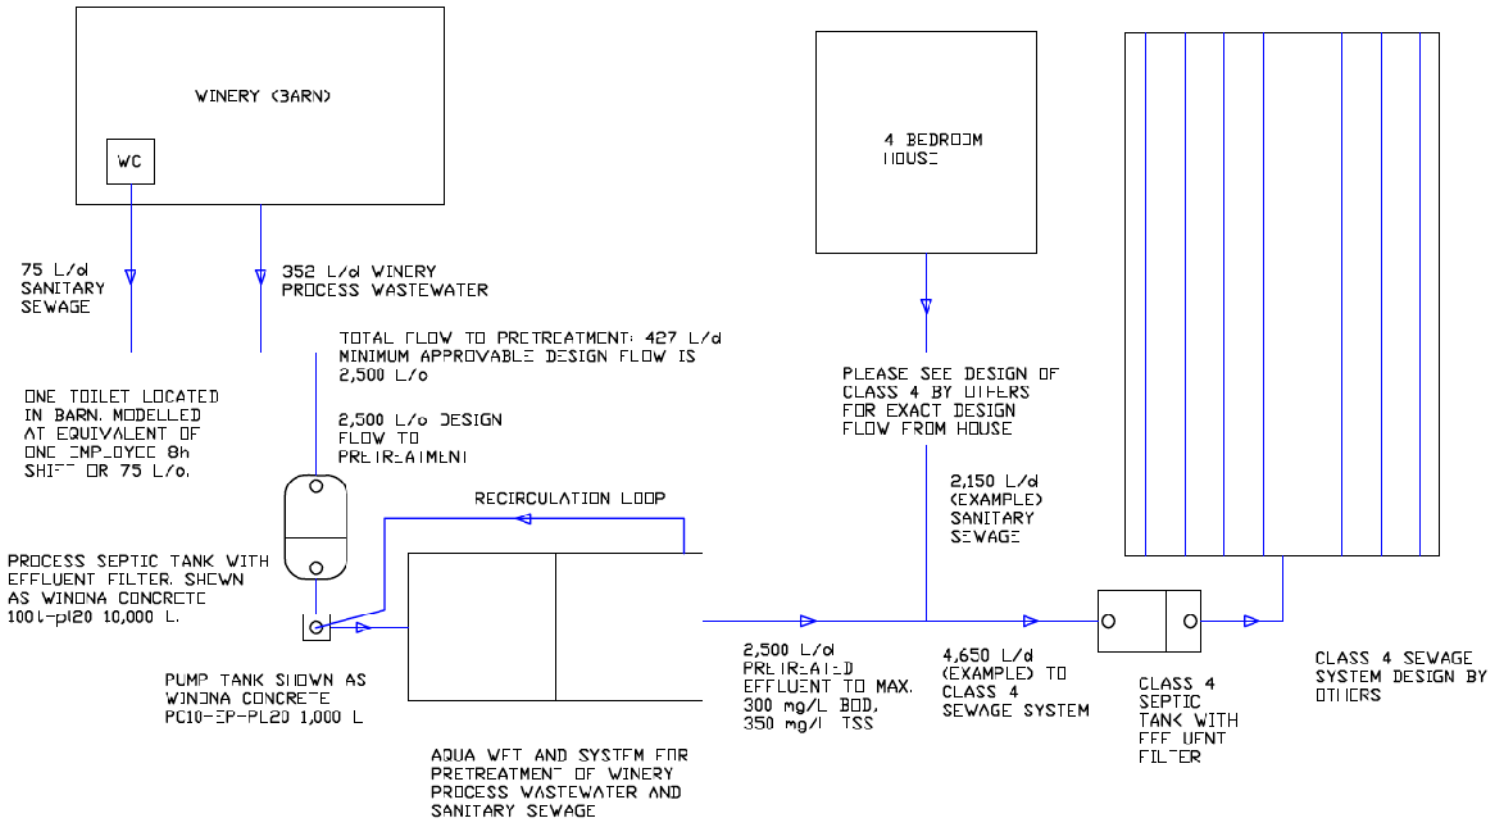 WINERY (BARN)
WC
4 BEDROOM
HOUSE
75 L/d
SANITARY
SEWAGE
352 L/d WINERY
PROCESS WASTEWATER
TOTAL FLOW TO PRETREATMENT: 427 L/d
MINIMUM APPROVABLE DESIGN FLOW IS
2,500 L/d
ONE TOILET LOCATED
IN BARN. MODELLED
AT EQUIVALENT OF
ONE EMPLOYEE 8h
SHIFT OR 75 L/d.
2,500 L/d DESIGN
FLOW TO
PRETREATMENT
PLEASE SEE DESIGN OF
CLASS 4 BY OTHERS
FOR EXACT DESIGN
FLOW FROM HOUSE
RECIRCULATION LOOP
2,150 L/d
(EXAMPLE)
SANITARY
SEWAGE
PROCESS SEPTIC TANK WITH
EFFLUENT FILTER. SHOWN
AS WINONA CONCRETE
10,000 L.
PUMP TANK SHOWN AS
WINONA CONCRETE
PC10-EP-PL20 1,000 L
AQUA WETLAND SYSTEM FOR
PRETREATMENT OF WINERY
PROCESS WASTEWATER AND
SANITARY SEWAGE
2,500 L/d
PRETREATED
EFFLUENT TO MAX.
300 mg/L BOD,
350 mg/L TSS
4,650 L/d
(EXAMPLE) TO
CLASS 4
SEWAGE SYSTEM
CLASS 4
SEPTIC
TANK WITH
EFFLUENT
FILTER
CLASS 4 SEWAGE
SYSTEM DESIGN BY
OTHERS